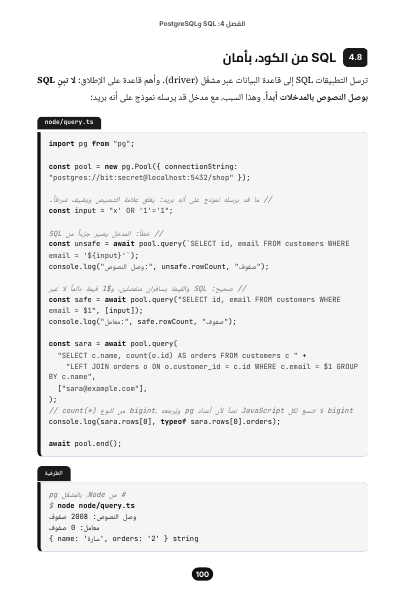 الفصل 4: SQL وPostgreSQL
4.8 SQL من الكود، بأمان
ترسل التطبيقات SQL إلى قاعدة البيانات عبر مشغّل (driver). وأهم قاعدة على الإطلاق: لا تبنِ SQL
بوصل النصوص بالمدخلات أبداً. وهذا السبب، مع مدخل قد يرسله نموذج على أنه بريد:
node/query.ts
import pg from "pg";
const pool = new pg.Pool({ connectionString:
"postgres://bit:secret@localhost:5432/shop" });
// ما قد يرسله نموذج على أنه بريد: يغلق علامة التنصيص ويضيف شرطاً.
const input = "x' OR '1'='1";
// خطأ: المدخل يصير جزءاً من SQL
const unsafe = await pool.query(`SELECT id, email FROM customers WHERE
email = '${input}'`);
console.log("وصل النصوص:", unsafe.rowCount, "صفوف");
// صحيح: SQL والقيمة يسافران منفصلين، و$1 قيمة دائماً لا غير
const safe = await pool.query("SELECT id, email FROM customers WHERE
email = $1", [input]);
console.log("معامل:", safe.rowCount, "صفوف");
const sara = await pool.query(
"SELECT c.name, count(o.id) AS orders FROM customers c " +
"LEFT JOIN orders o ON o.customer_id = c.id WHERE c.email = $1 GROUP
BY c.name",
["sara@example.com"],
);
// count(*) من النوع bigint، ويُرجعه pg نصاً لأن أعداد JavaScript لا تتسع لكل bigint
console.log(sara.rows[0], typeof sara.rows[0].orders);
await pool.end();
الطرفية
# من Node، بالمشغّل pg
$ node node/query.ts
وصل النصوص: 2008 صفوف
معامل: 0 صفوف
{ name: 'سارة', orders: '2' } string
100